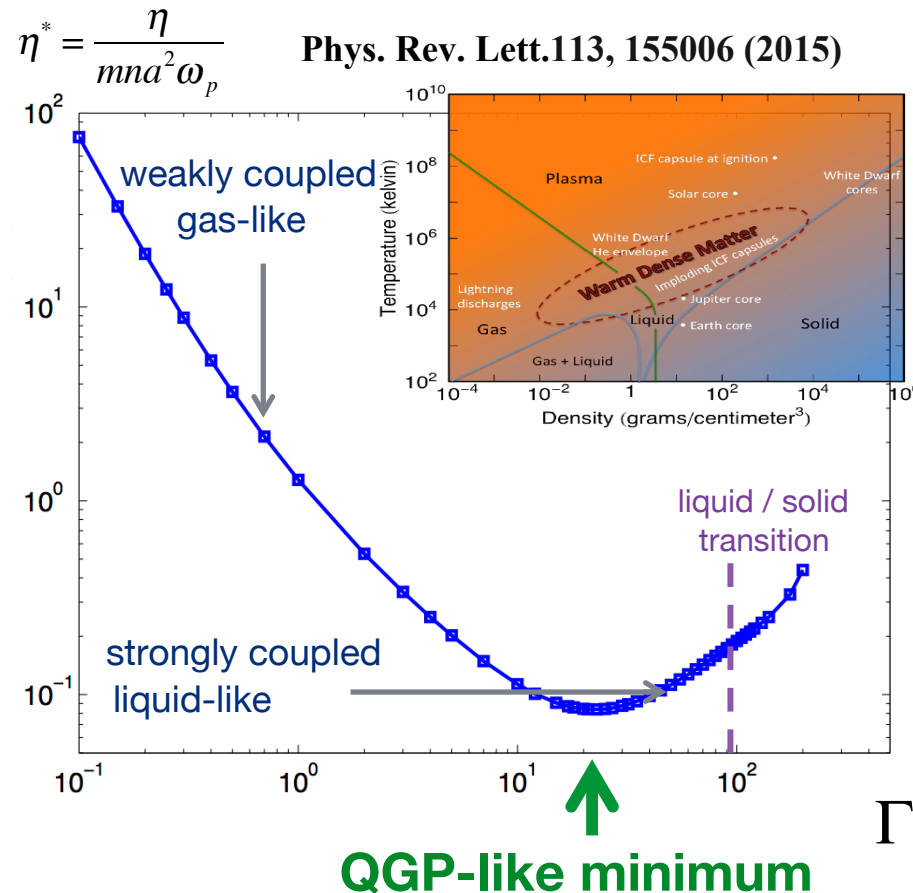 η* = η / (mna²ω_p)
Phys. Rev. Lett.113, 155006 (2015)
10²
10¹
10⁰
10⁻¹
weakly coupled
gas-like
strongly coupled
liquid-like
liquid / solid
transition
10⁻¹
10⁰
10¹
10²
Γ
QGP-like minimum
Temperature (kelvin)
10¹⁰
10⁸
10⁶
10⁴
10²
Plasma
ICF capsule at ignition
Solar core
White Dwarf
cores
White Dwarf
He envelope
Warm Dense Matter
Imploding ICF capsules
Lightning
discharges
Gas
Liquid
Jupiter core
Earth core
Solid
Gas + Liquid
10⁻⁴
10⁻²
1
10²
10⁴
Density (grams/centimeter³)